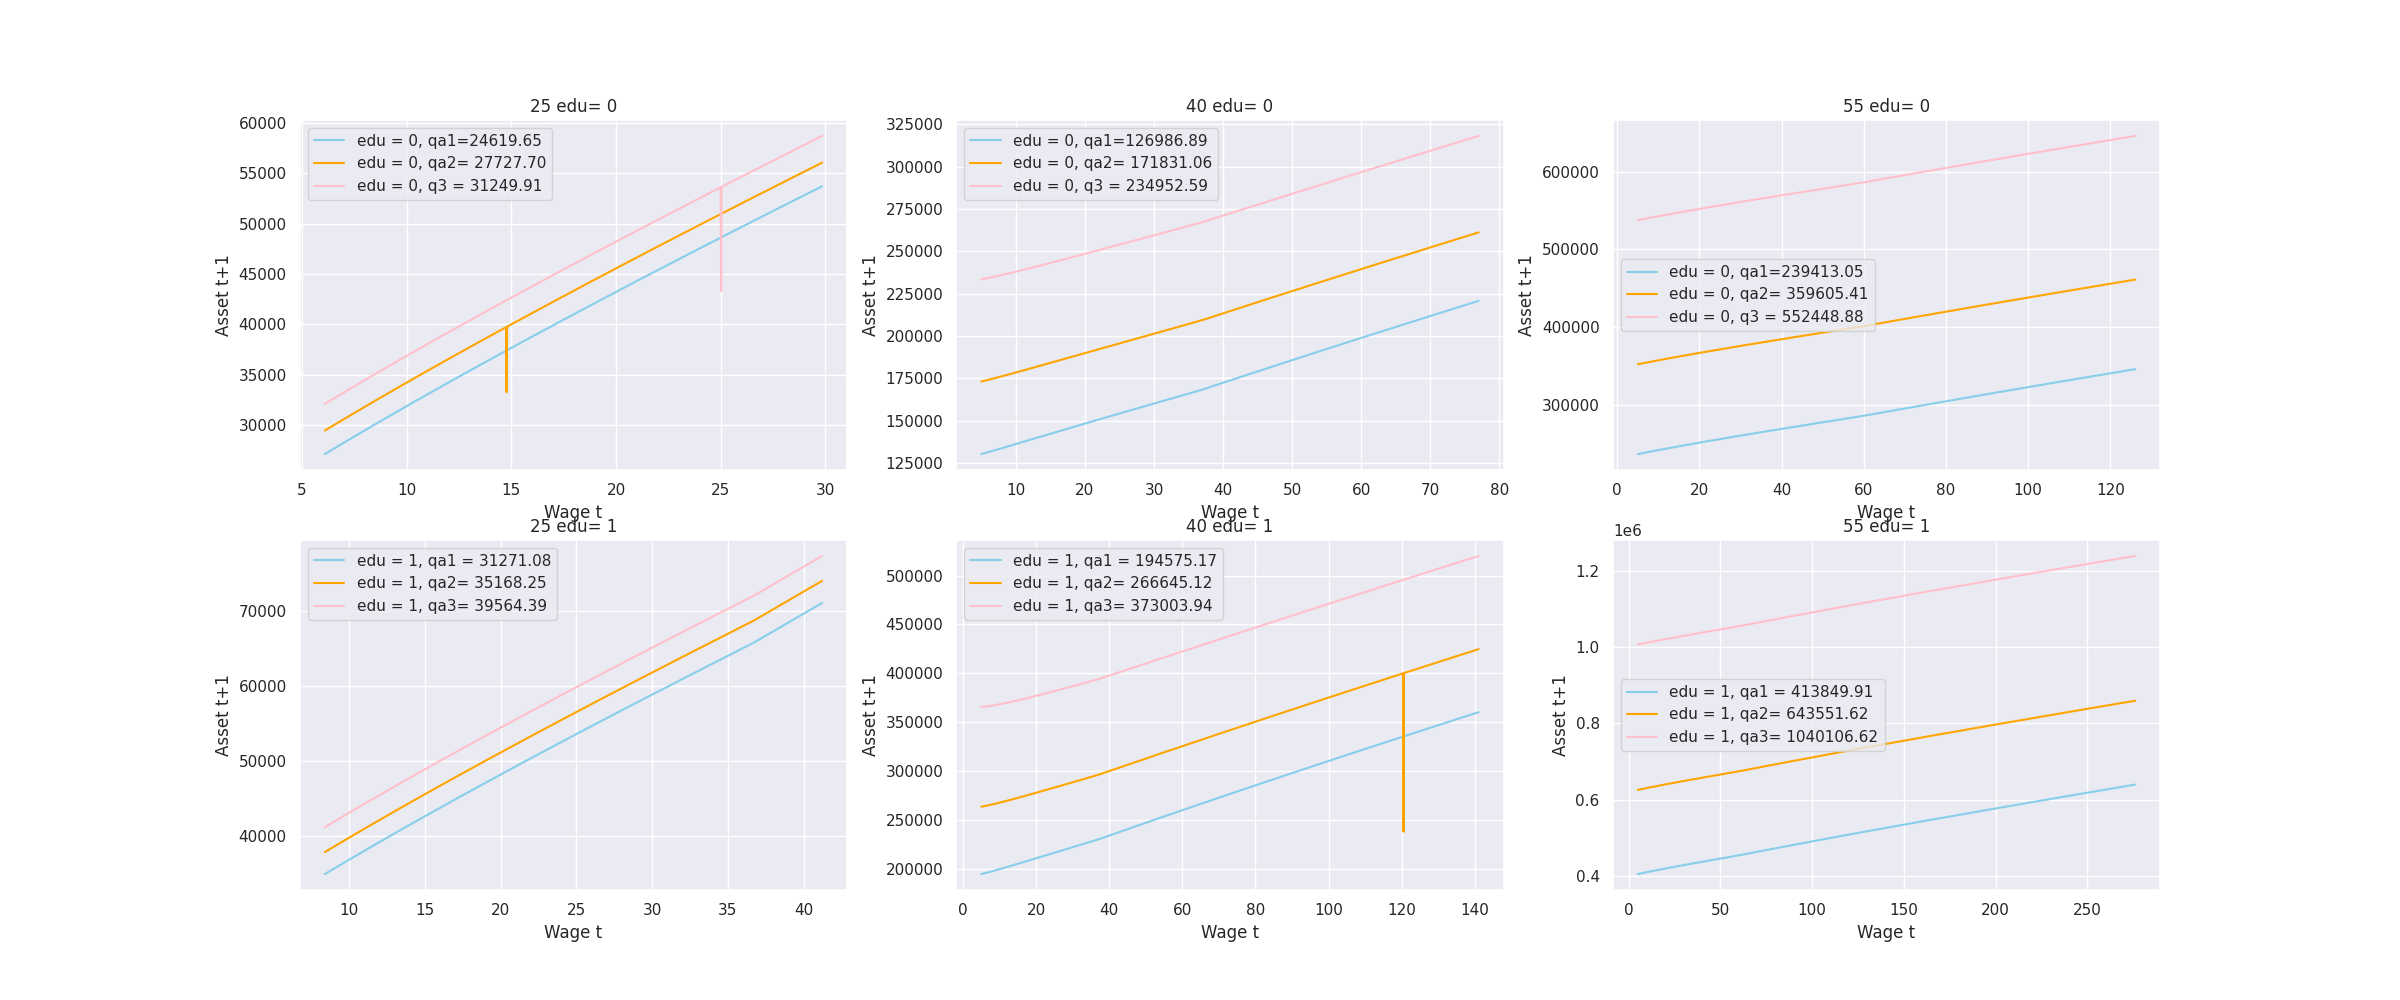 25 edu= 0
60000
55000
50000
45000
40000
35000
30000
Asset t+1
edu = 0, qa1=24619.65
edu = 0, qa2= 27727.70
edu = 0, q3 = 31249.91
5 10 15 20 25 30
Wage t
40 edu= 0
325000
300000
275000
250000
225000
200000
175000
150000
125000
Asset t+1
edu = 0, qa1=126986.89
edu = 0, qa2= 171831.06
edu = 0, q3 = 234952.59
10 20 30 40 50 60 70 80
Wage t
55 edu= 0
600000
500000
400000
300000
Asset t+1
edu = 0, qa1=239413.05
edu = 0, qa2= 359605.41
edu = 0, q3 = 552448.88
0 20 40 60 80 100 120
Wage t
25 edu= 1
70000
60000
50000
40000
Asset t+1
edu = 1, qa1 = 31271.08
edu = 1, qa2= 35168.25
edu = 1, qa3= 39564.39
10 15 20 25 30 35 40
Wage t
40 edu= 1
500000
450000
400000
350000
300000
250000
200000
Asset t+1
edu = 1, qa1 = 194575.17
edu = 1, qa2= 266645.12
edu = 1, qa3= 373003.94
0 20 40 60 80 100 120 140
Wage t
55 edu= 1
1e6
1.2
1.0
0.8
0.6
0.4
Asset t+1
edu = 1, qa1 = 413849.91
edu = 1, qa2= 643551.62
edu = 1, qa3= 1040106.62
0 50 100 150 200 250
Wage t